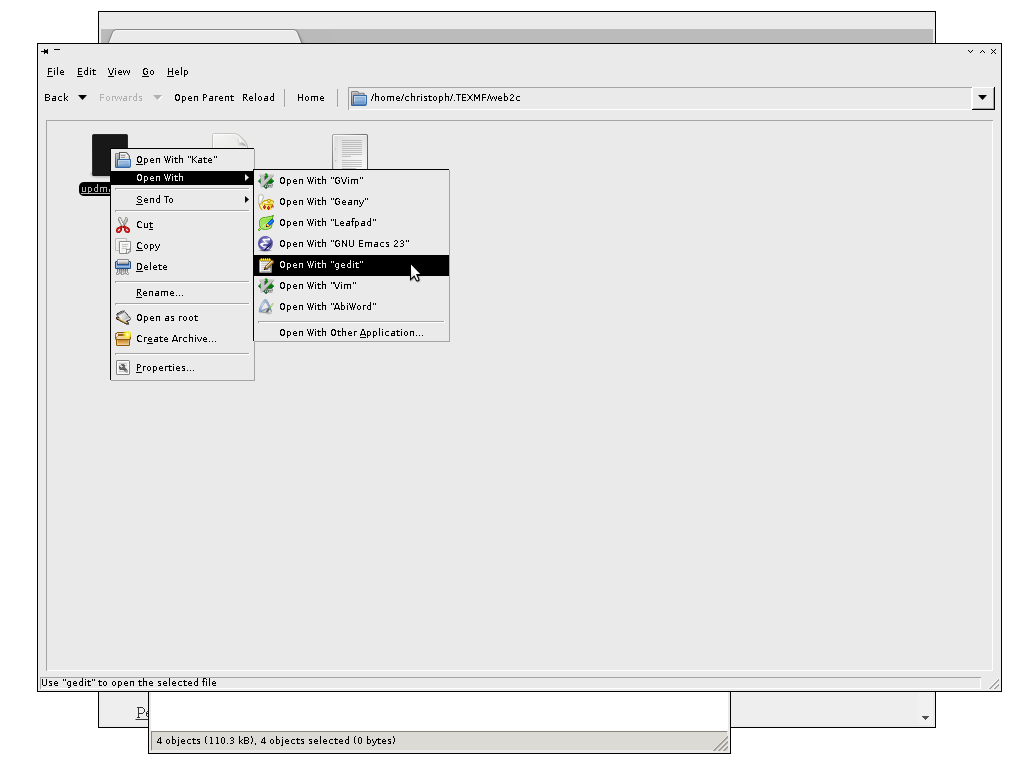 File Edit View Go Help
Back Forwards Open Parent Reload Home /home/christoph/.TEXMF/web2c
Open With "Kate"
Open With
Send To
Cut
Copy
Delete
Rename...
Open as root
Create Archive...
Properties...
Open With "GVim"
Open With "Geany"
Open With "Leafpad"
Open With "GNU Emacs 23"
Open With "gedit"
Open With "Vim"
Open With "AbiWord"
Open With Other Application...
Use "gedit" to open the selected file
4 objects (110.3 kB), 4 objects selected (0 bytes)